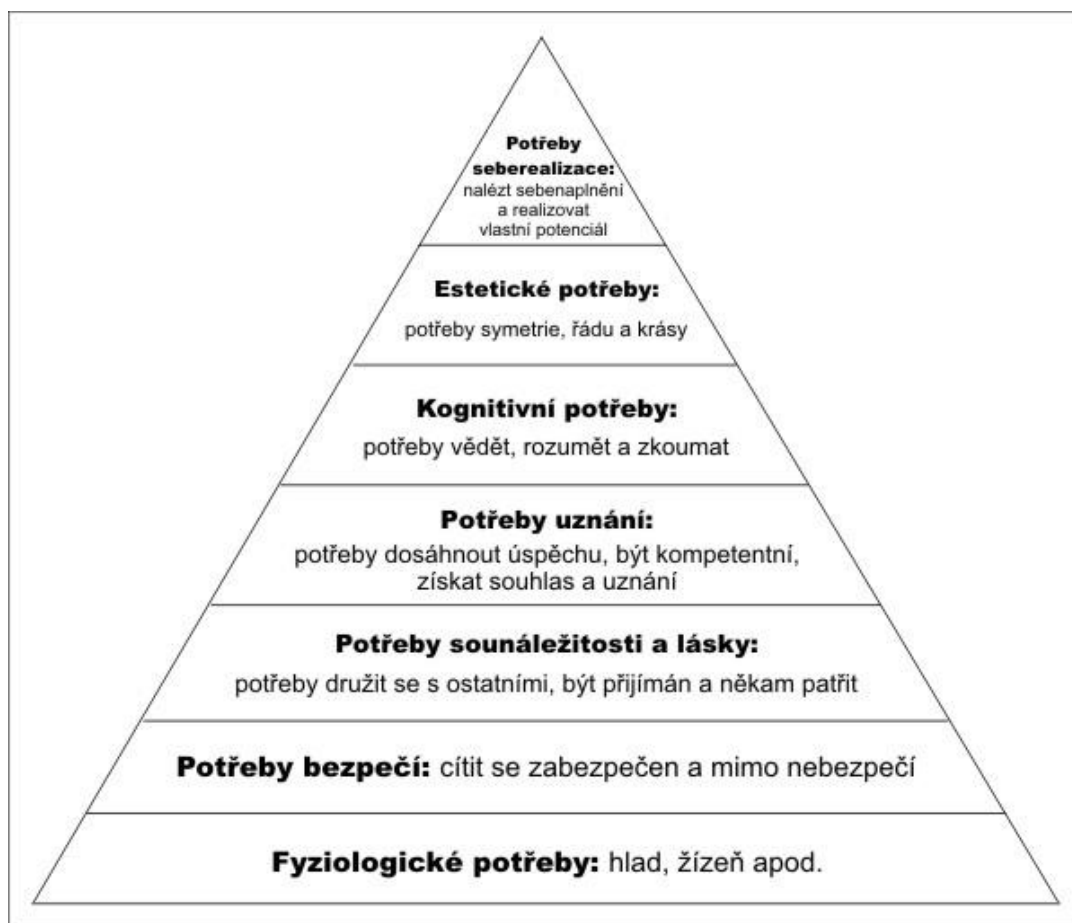 Potřeby
seberealizace:
nalézt sebenaplnění
a realizovat
vlastní potenciál
Estetické potřeby:
potřeby symetrie, řádu a krásy
Kognitivní potřeby:
potřeby vědět, rozumět a zkoumat
Potřeby uznání:
potřeby dosáhnout úspěchu, být kompetentní,
získat souhlas a uznání
Potřeby sounáležitosti a lásky:
potřeby družit se s ostatními, být přijímán a někam patřit
Potřeby bezpečí: cítit se zabezpečen a mimo nebezpečí
Fyziologické potřeby: hlad, žízeň apod.